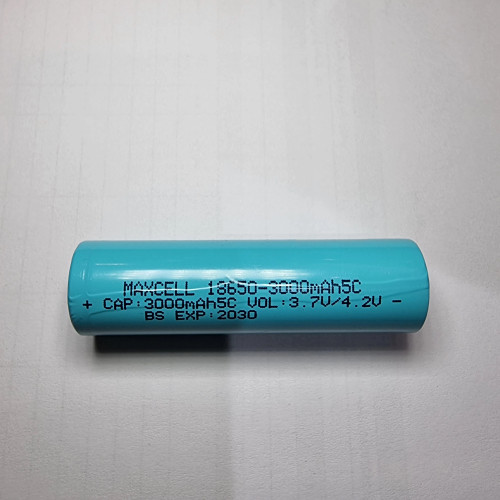 MAXCELL 18650-3000mAh5C
+ CAP:3000mAh5C VOL:3.7V/4.2V -
BS EXP:2030